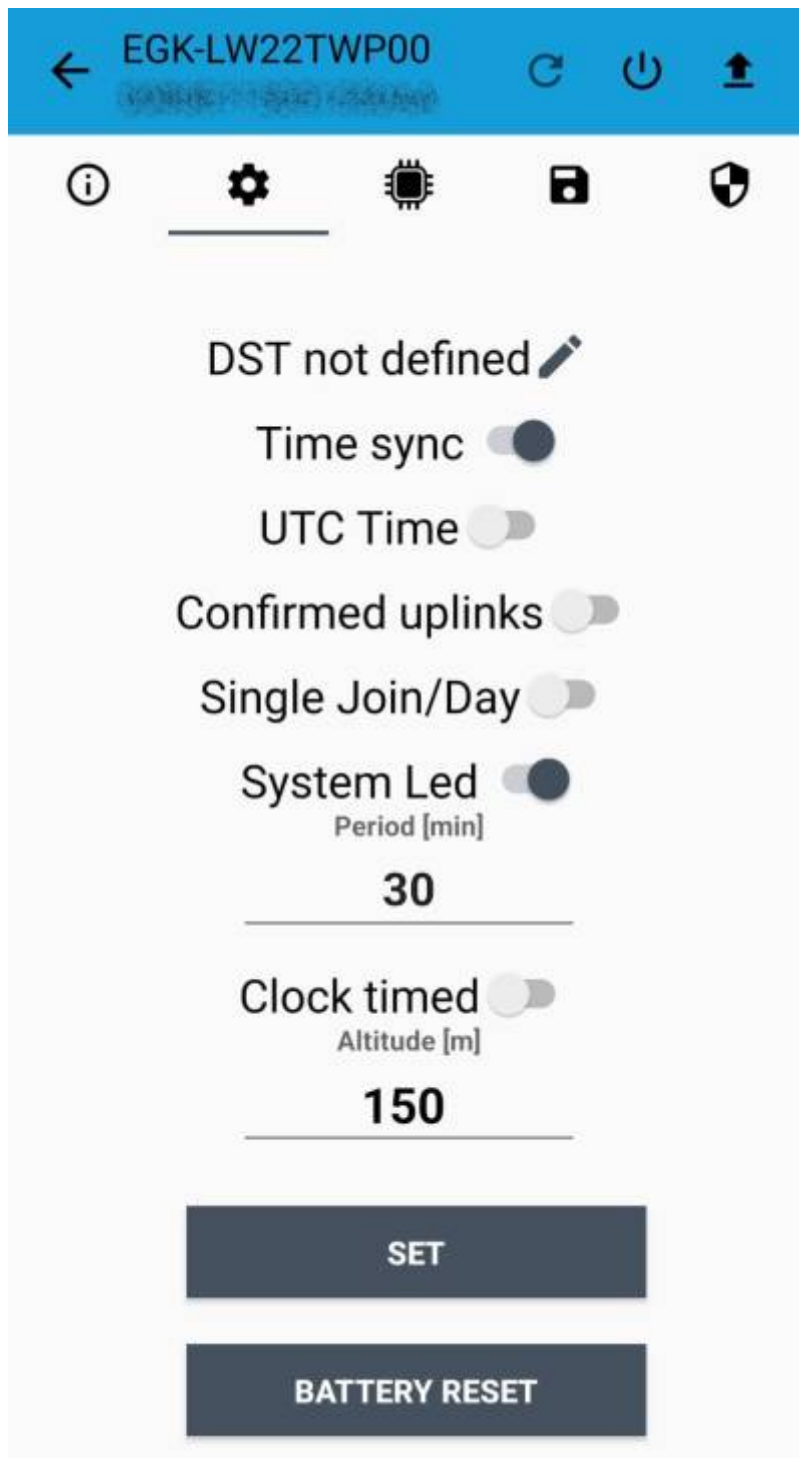 EGK-LW22TWP00
DST not defined
Time sync
UTC Time
Confirmed uplinks
Single Join/Day
System Led
Period [min]
30
Clock timed
Altitude [m]
150
SET
BATTERY RESET